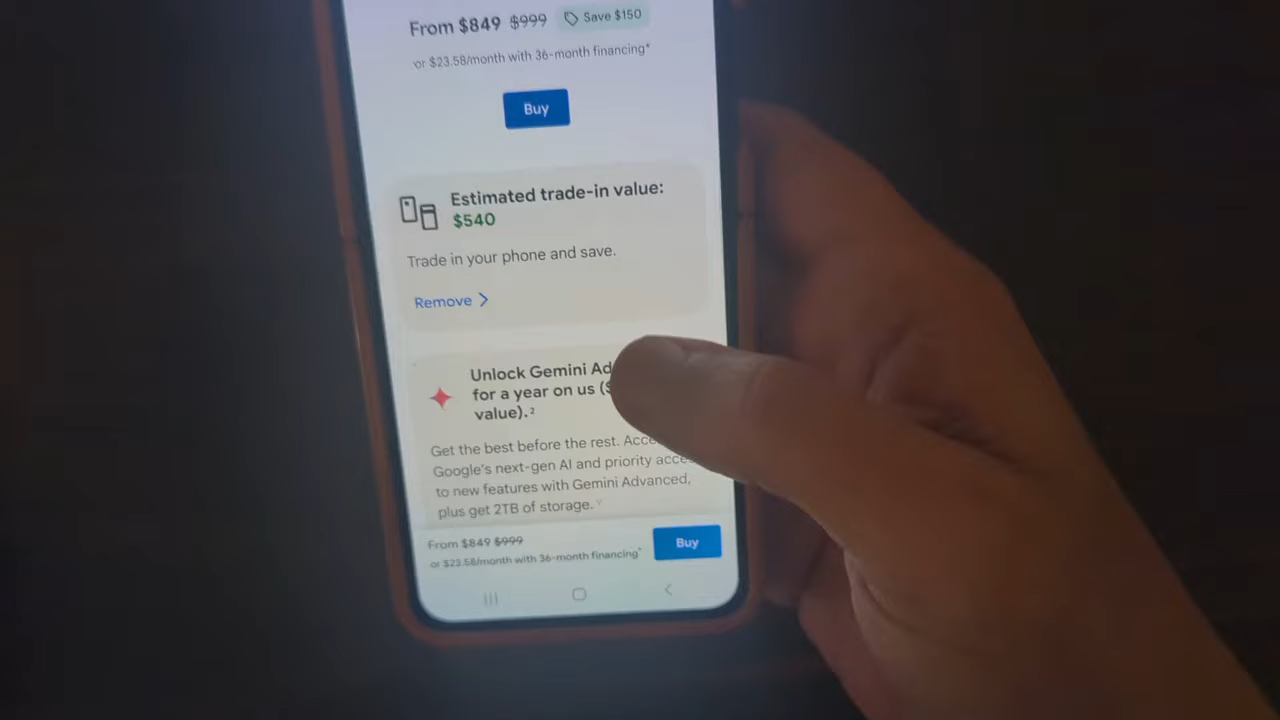 From $849 $999 Save $150
or $23.58/month with 36-month financing*
Buy
Estimated trade-in value:
$540
Trade in your phone and save.
Remove
Unlock Gemini
for a year on us
value).²
Get the best before the rest.
Google's next-gen AI and priority
to new features with Gemini Advanced,
plus get 2TB of storage.
From $849 $999
or $23.58/month with 36-month financing*
Buy